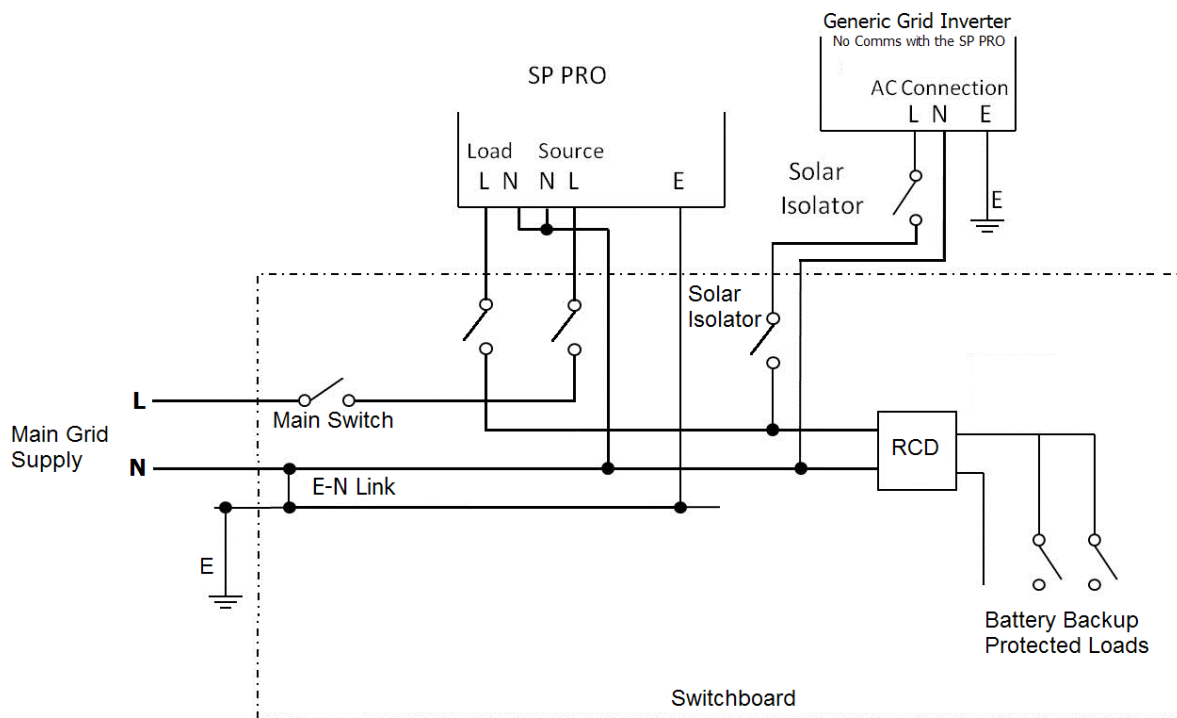 Generic Grid Inverter
No Comms with the SP PRO
SP PRO
AC Connection
L N E
Load Source
L N N L E
Solar
Isolator
E
Solar
Isolator
L
Main Switch
Main Grid
Supply
N
RCD
E-N Link
E
Battery Backup
Protected Loads
Switchboard